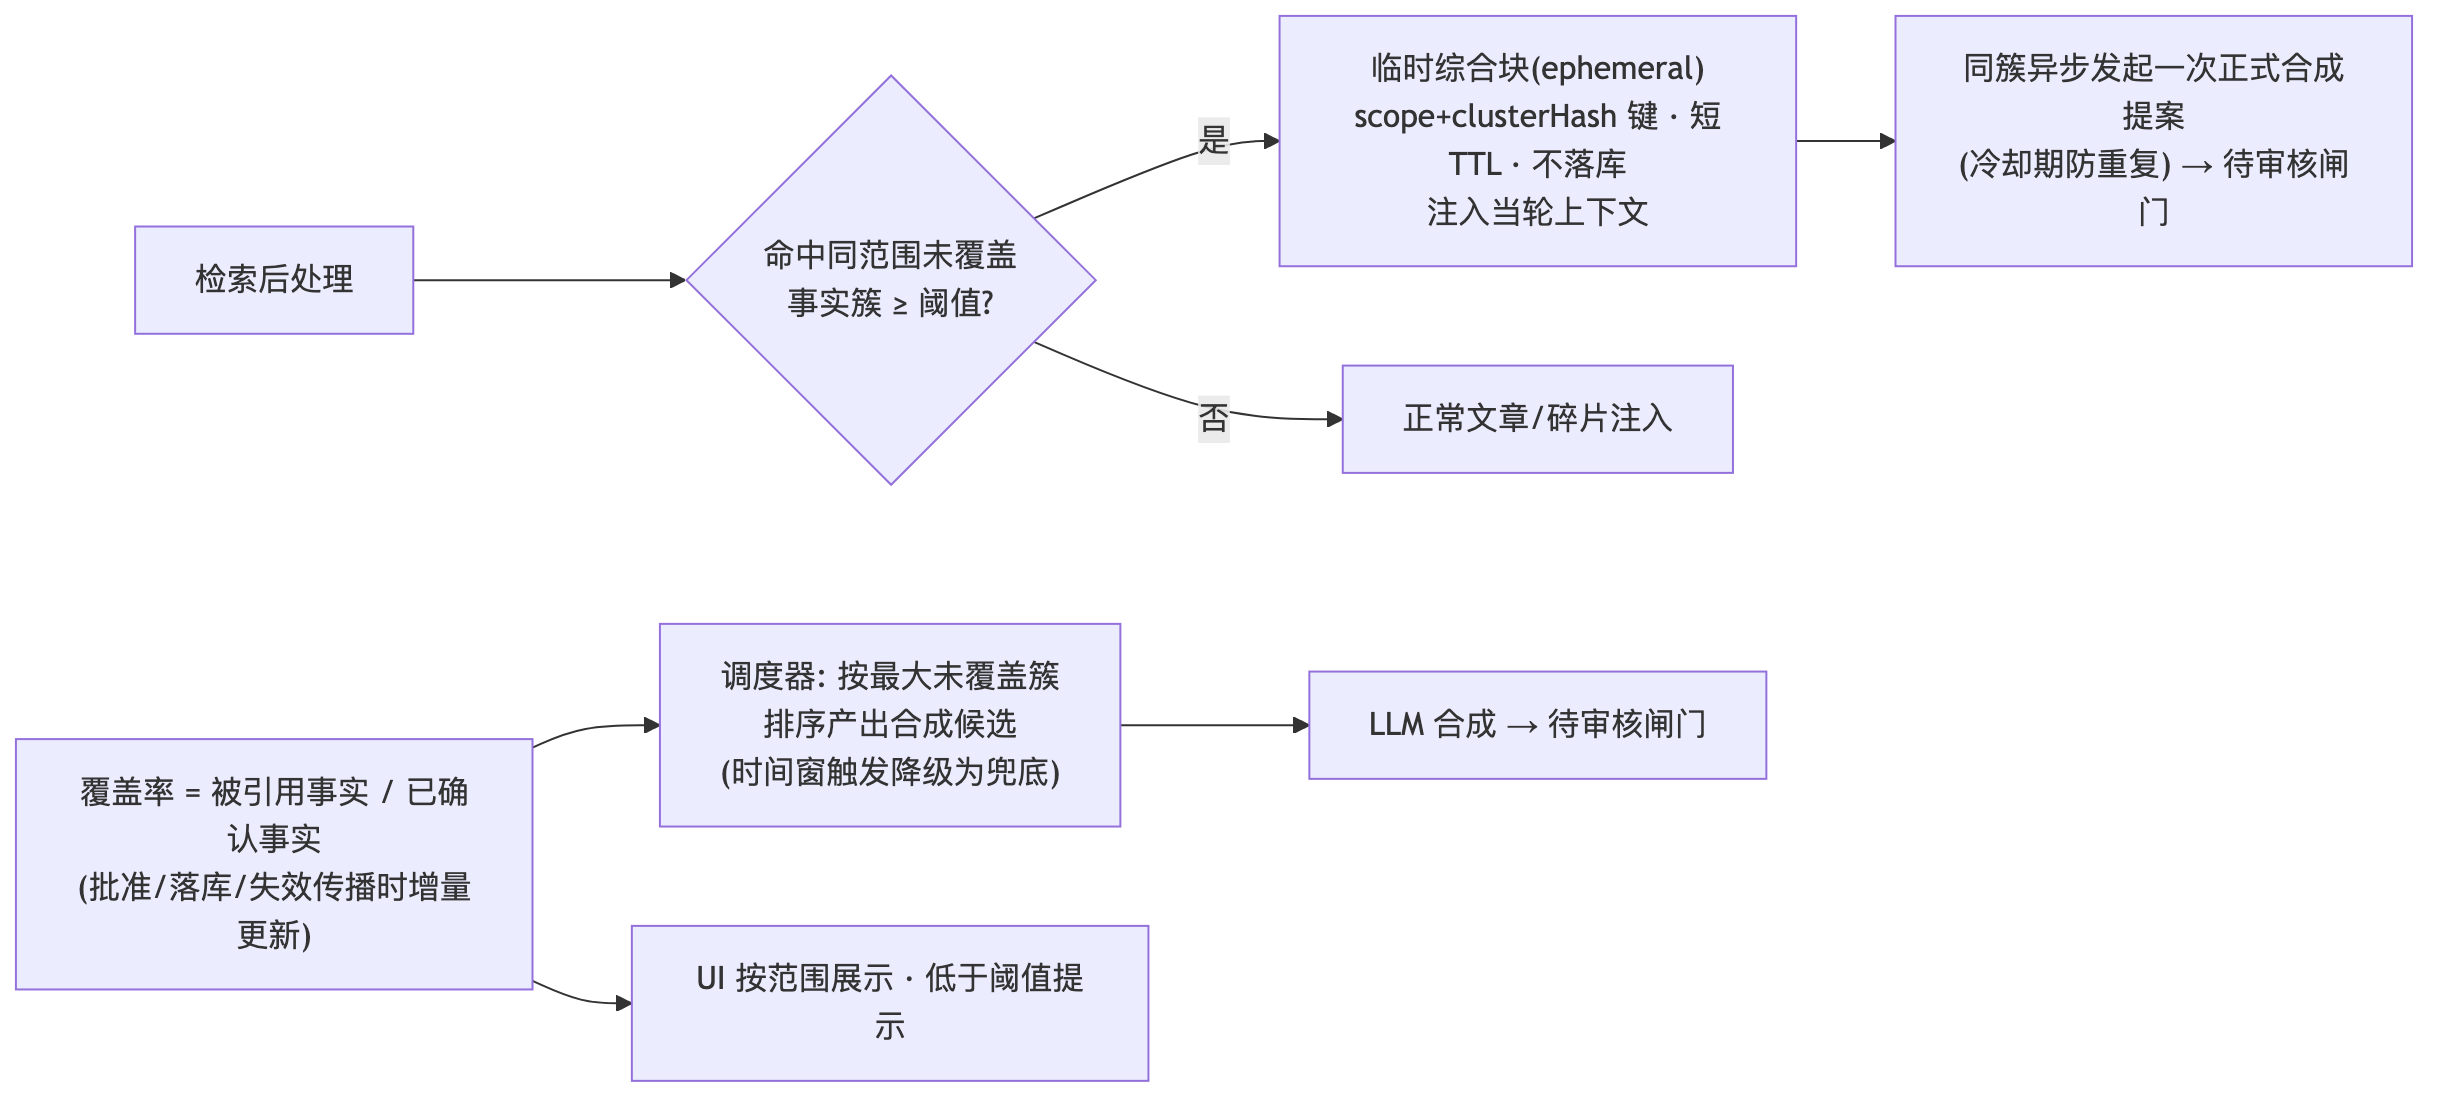 检索后处理
命中同范围未覆盖
事实簇 ≥ 阈值?
是
否
临时综合块(ephemeral)
scope+clusterHash 键 · 短
TTL · 不落库
注入当轮上下文
同簇异步发起一次正式合成
提案
(冷却期防重复) → 待审核闸
门
正常文章/碎片注入
覆盖率 = 被引用事实 / 已确
认事实
(批准/落库/失效传播时增量
更新)
调度器: 按最大未覆盖簇
排序产出合成候选
(时间窗触发降级为兜底)
LLM 合成 → 待审核闸门
UI 按范围展示 · 低于阈值提
示